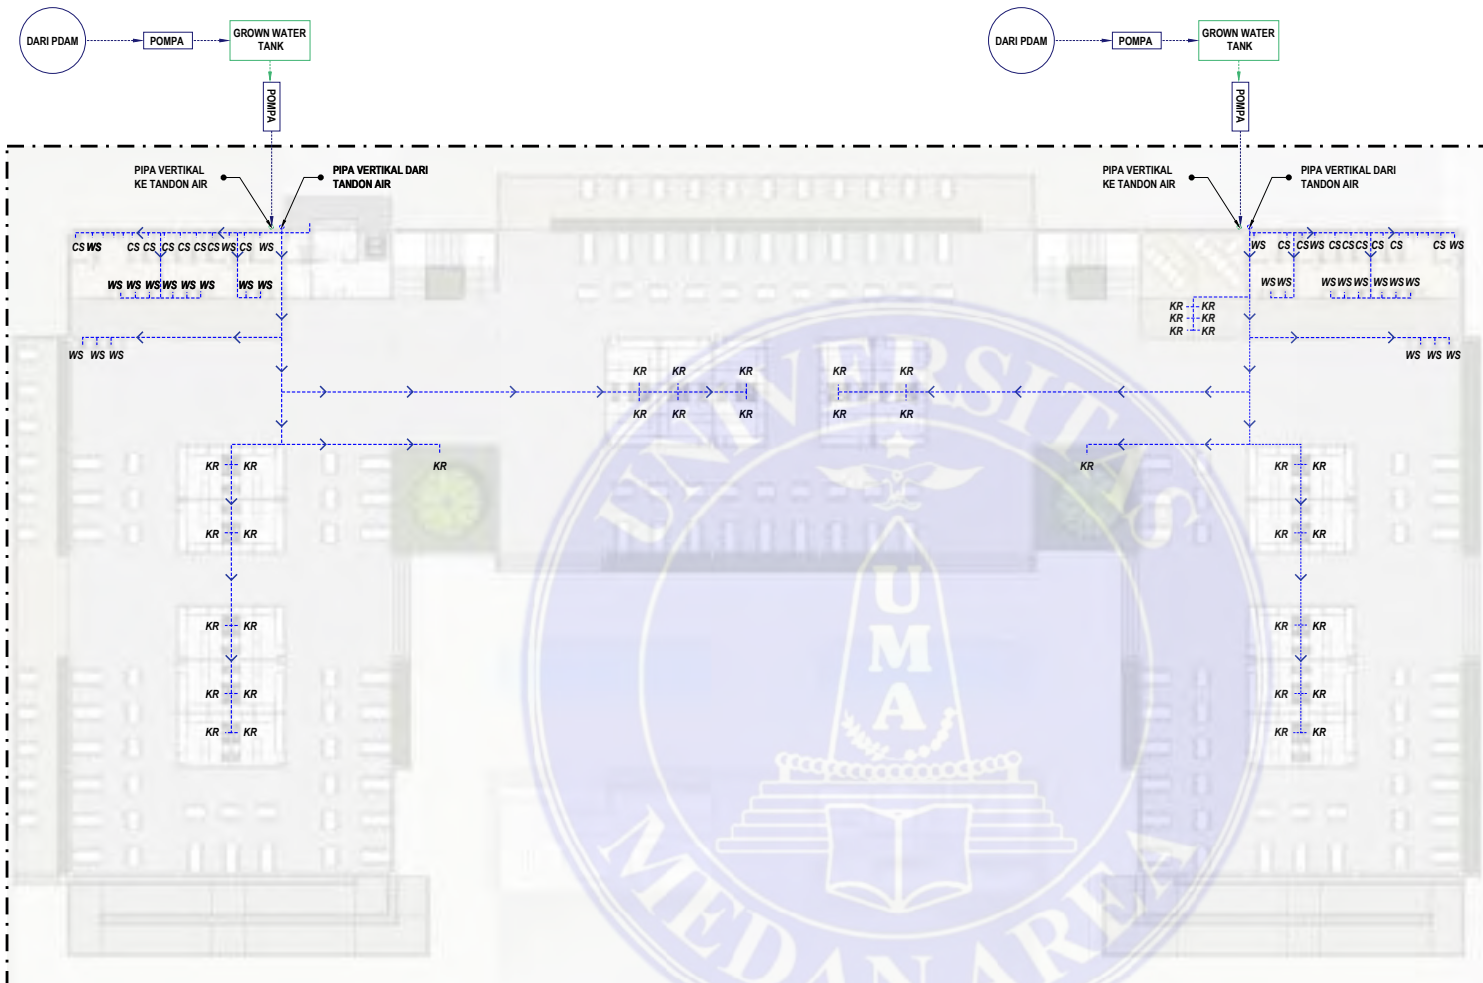 DARI PDAM
POMPA
GROWN WATER
TANK
POMPA
DARI PDAM
POMPA
GROWN WATER
TANK
POMPA
PIPA VERTIKAL
KE TANDON AIR
PIPA VERTIKAL DARI
TANDON AIR
PIPA VERTIKAL
KE TANDON AIR
PIPA VERTIKAL DARI
TANDON AIR
CS WS CS CS CS CS CS CS WS CS WS
WS CS CS WS CS CS CS CS CS CS WS
WS WS WS WS WS WS WS WS
WS WS WS WS WS WS WS WS
KR KR
KR KR
KR KR
WS WS WS
WS WS WS
KR KR KR KR KR
KR KR KR KR KR
KR KR KR KR KR KR
KR KR KR KR
KR KR KR KR
KR KR KR KR
KR KR KR KR
UNIVERSITAS
MEDAN AREA
U
M
A